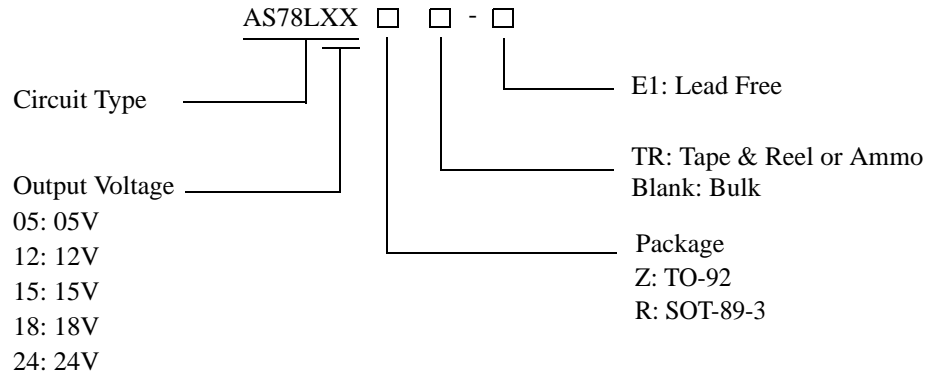 AS78LXX □ □ - □
Circuit Type
E1: Lead Free
TR: Tape & Reel or Ammo
Blank: Bulk
Output Voltage
05: 05V
12: 12V
15: 15V
18: 18V
24: 24V
Package
Z: TO-92
R: SOT-89-3